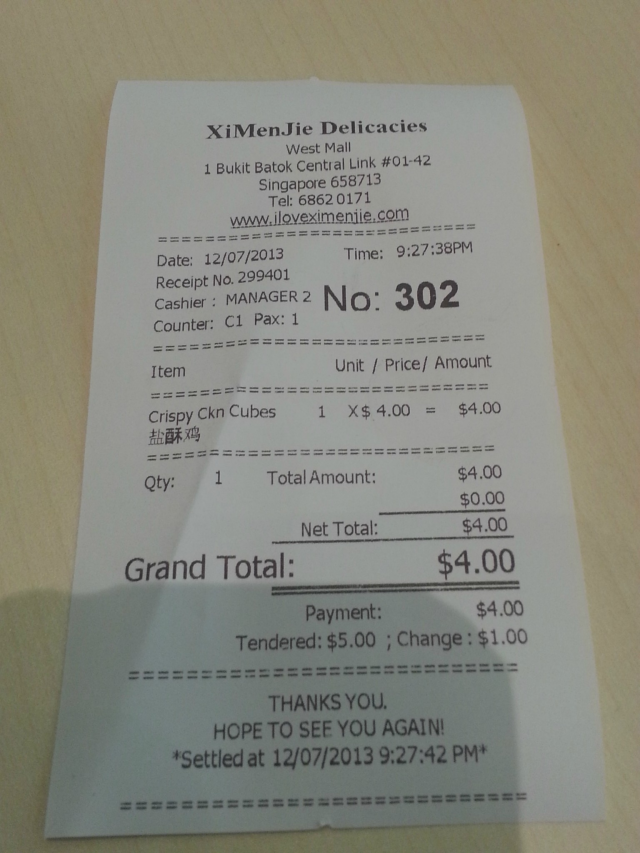 XiMenJie Delicacies
West Mall
1 Bukit Batok Central Link #01-42
Singapore 658713
Tel: 6862 0171
www.iloveximenjie.com
==================================
Date: 12/07/2013 Time: 9:27:38PM
Receipt No. 299401
Cashier : MANAGER 2 No: 302
Counter: C1 Pax: 1
==================================
Item Unit / Price/ Amount
==================================
Crispy Ckn Cubes 1 X$ 4.00 = $4.00
盐酥鸡
==================================
Qty: 1 Total Amount: $4.00
$0.00
Net Total: $4.00
Grand Total: $4.00
Payment: $4.00
Tendered: $5.00 ; Change : $1.00
==================================
THANKS YOU.
HOPE TO SEE YOU AGAIN!
*Settled at 12/07/2013 9:27:42 PM*
==================================